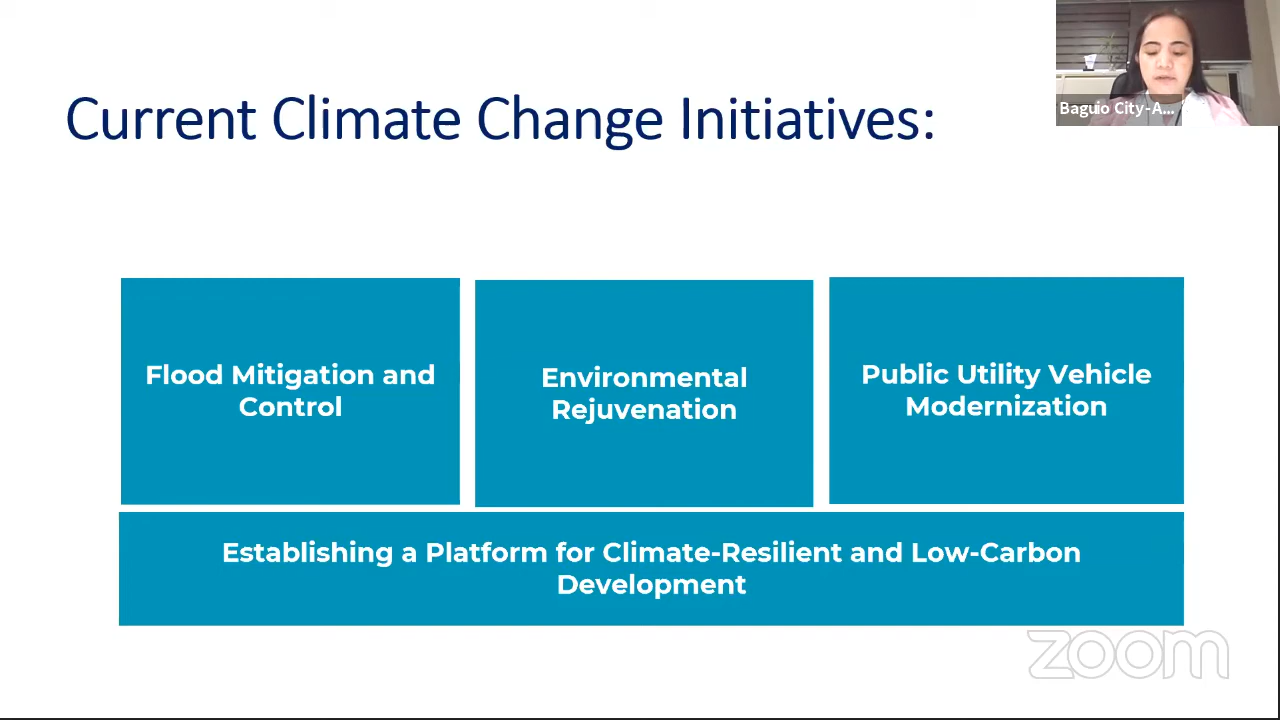 Current Climate Change Initiatives:
Baguio City-A...
Flood Mitigation and
Control
Environmental
Rejuvenation
Public Utility Vehicle
Modernization
Establishing a Platform for Climate-Resilient and Low-Carbon
Development
zoom